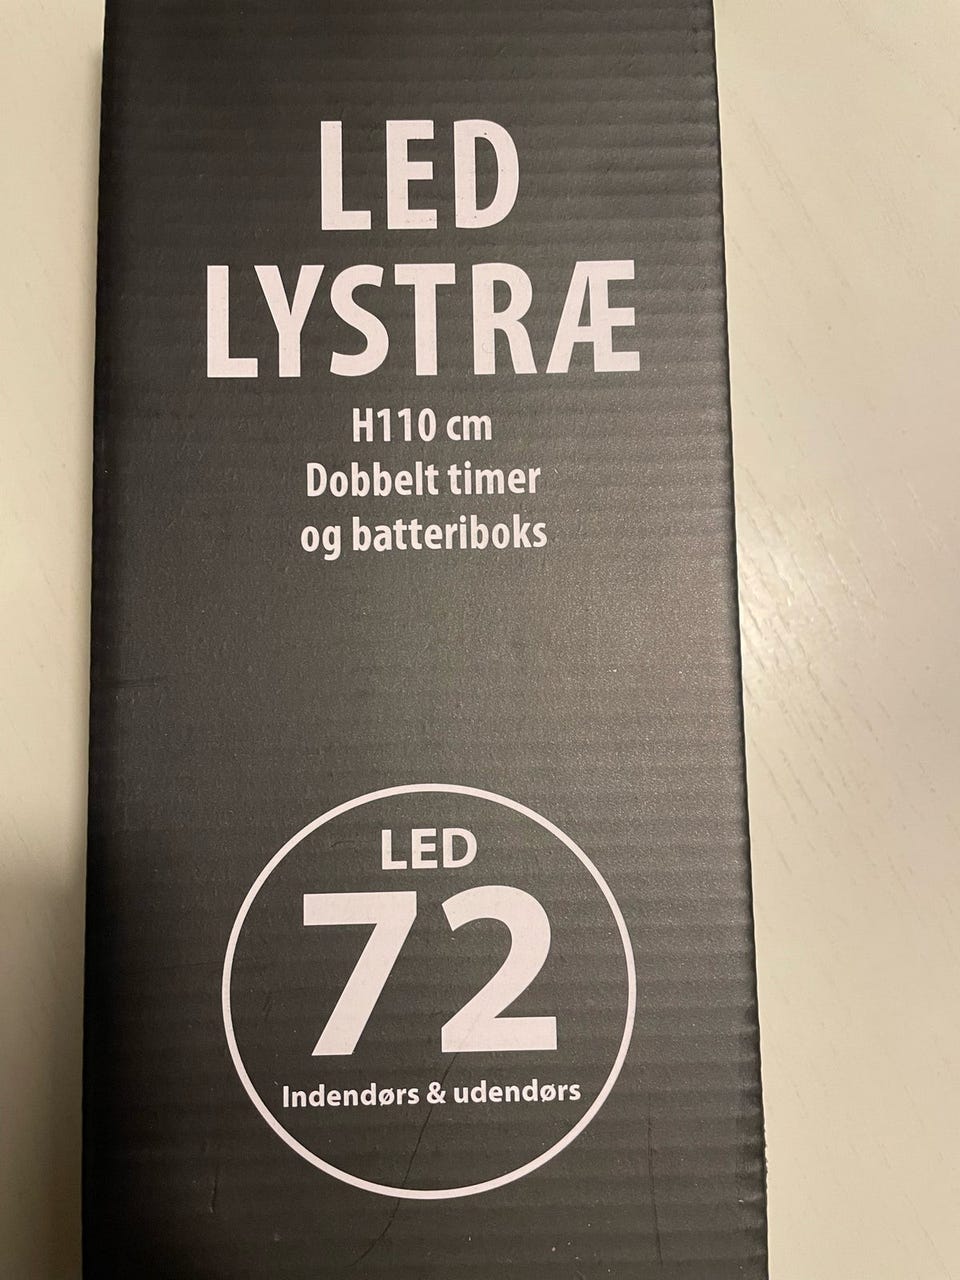 LED
LYSTRÆ
H110 cm
Dobbelt timer
og batteriboks
LED
72
Indendørs & udendørs